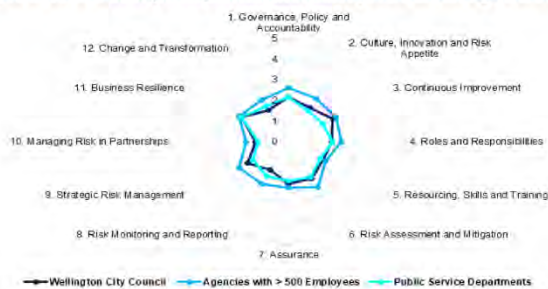 1. Governance, Policy and
Accountability
2. Culture, Innovation and Risk
Appetite
3. Continuous Improvement
4. Roles and Responsibilities
5. Resourcing, Skills and Training
6. Risk Assessment and Mitigation
7. Assurance
8. Risk Monitoring and Reporting
9. Strategic Risk Management
10. Managing Risk in Partnerships
11. Business Resilience
12. Change and Transformation
5
4
3
2
1
0
Wellington City Council
Agencies with > 500 Employees
Public Service Departments